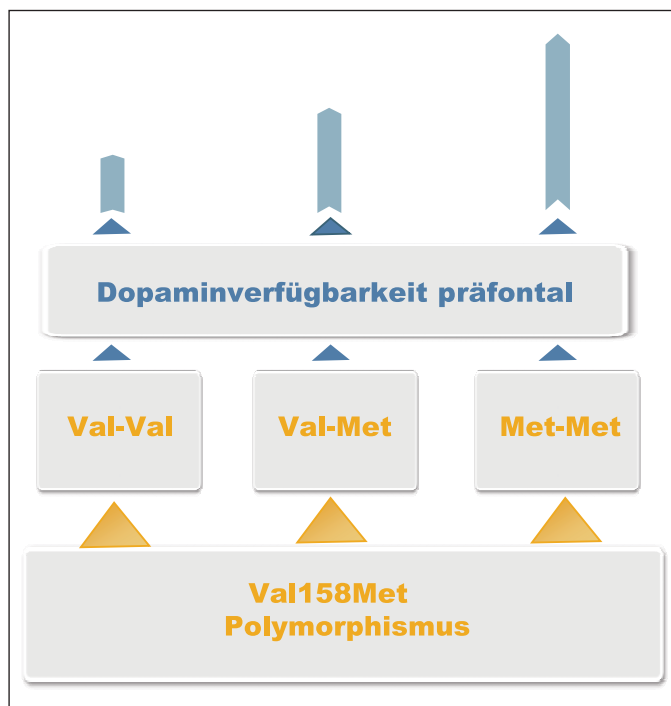 Dopaminverfügbarkeit präfontal
Val-Val
Val-Met
Met-Met
Val158Met
Polymorphismus